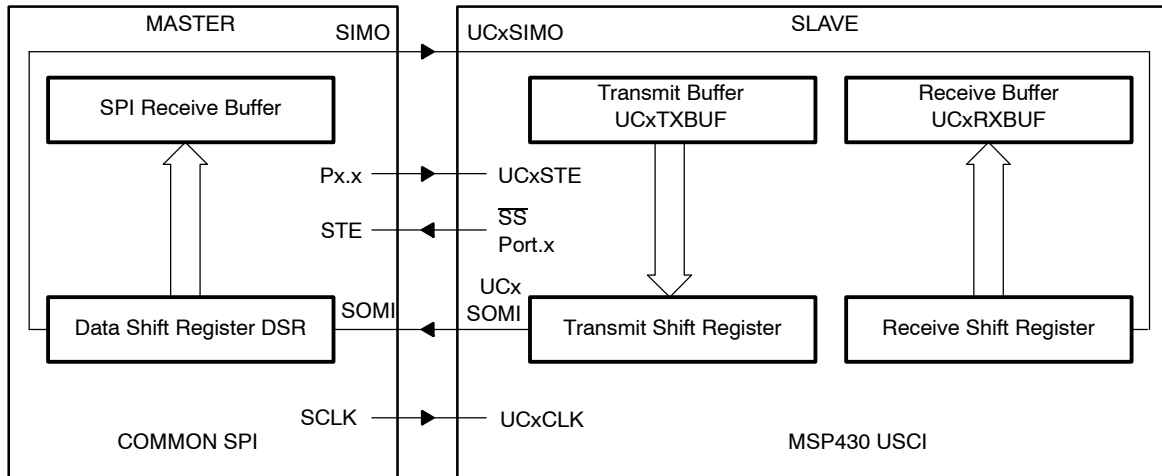 MASTER
SIMO
UCxSIMO
SLAVE
SPI Receive Buffer
Transmit Buffer
UCxTXBUF
Receive Buffer
UCxRXBUF
Px.x
UCxSTE
STE
SS
Port.x
UCx
SOMI
SOMI
Data Shift Register DSR
Transmit Shift Register
Receive Shift Register
SCLK
UCxCLK
COMMON SPI
MSP430 USCI